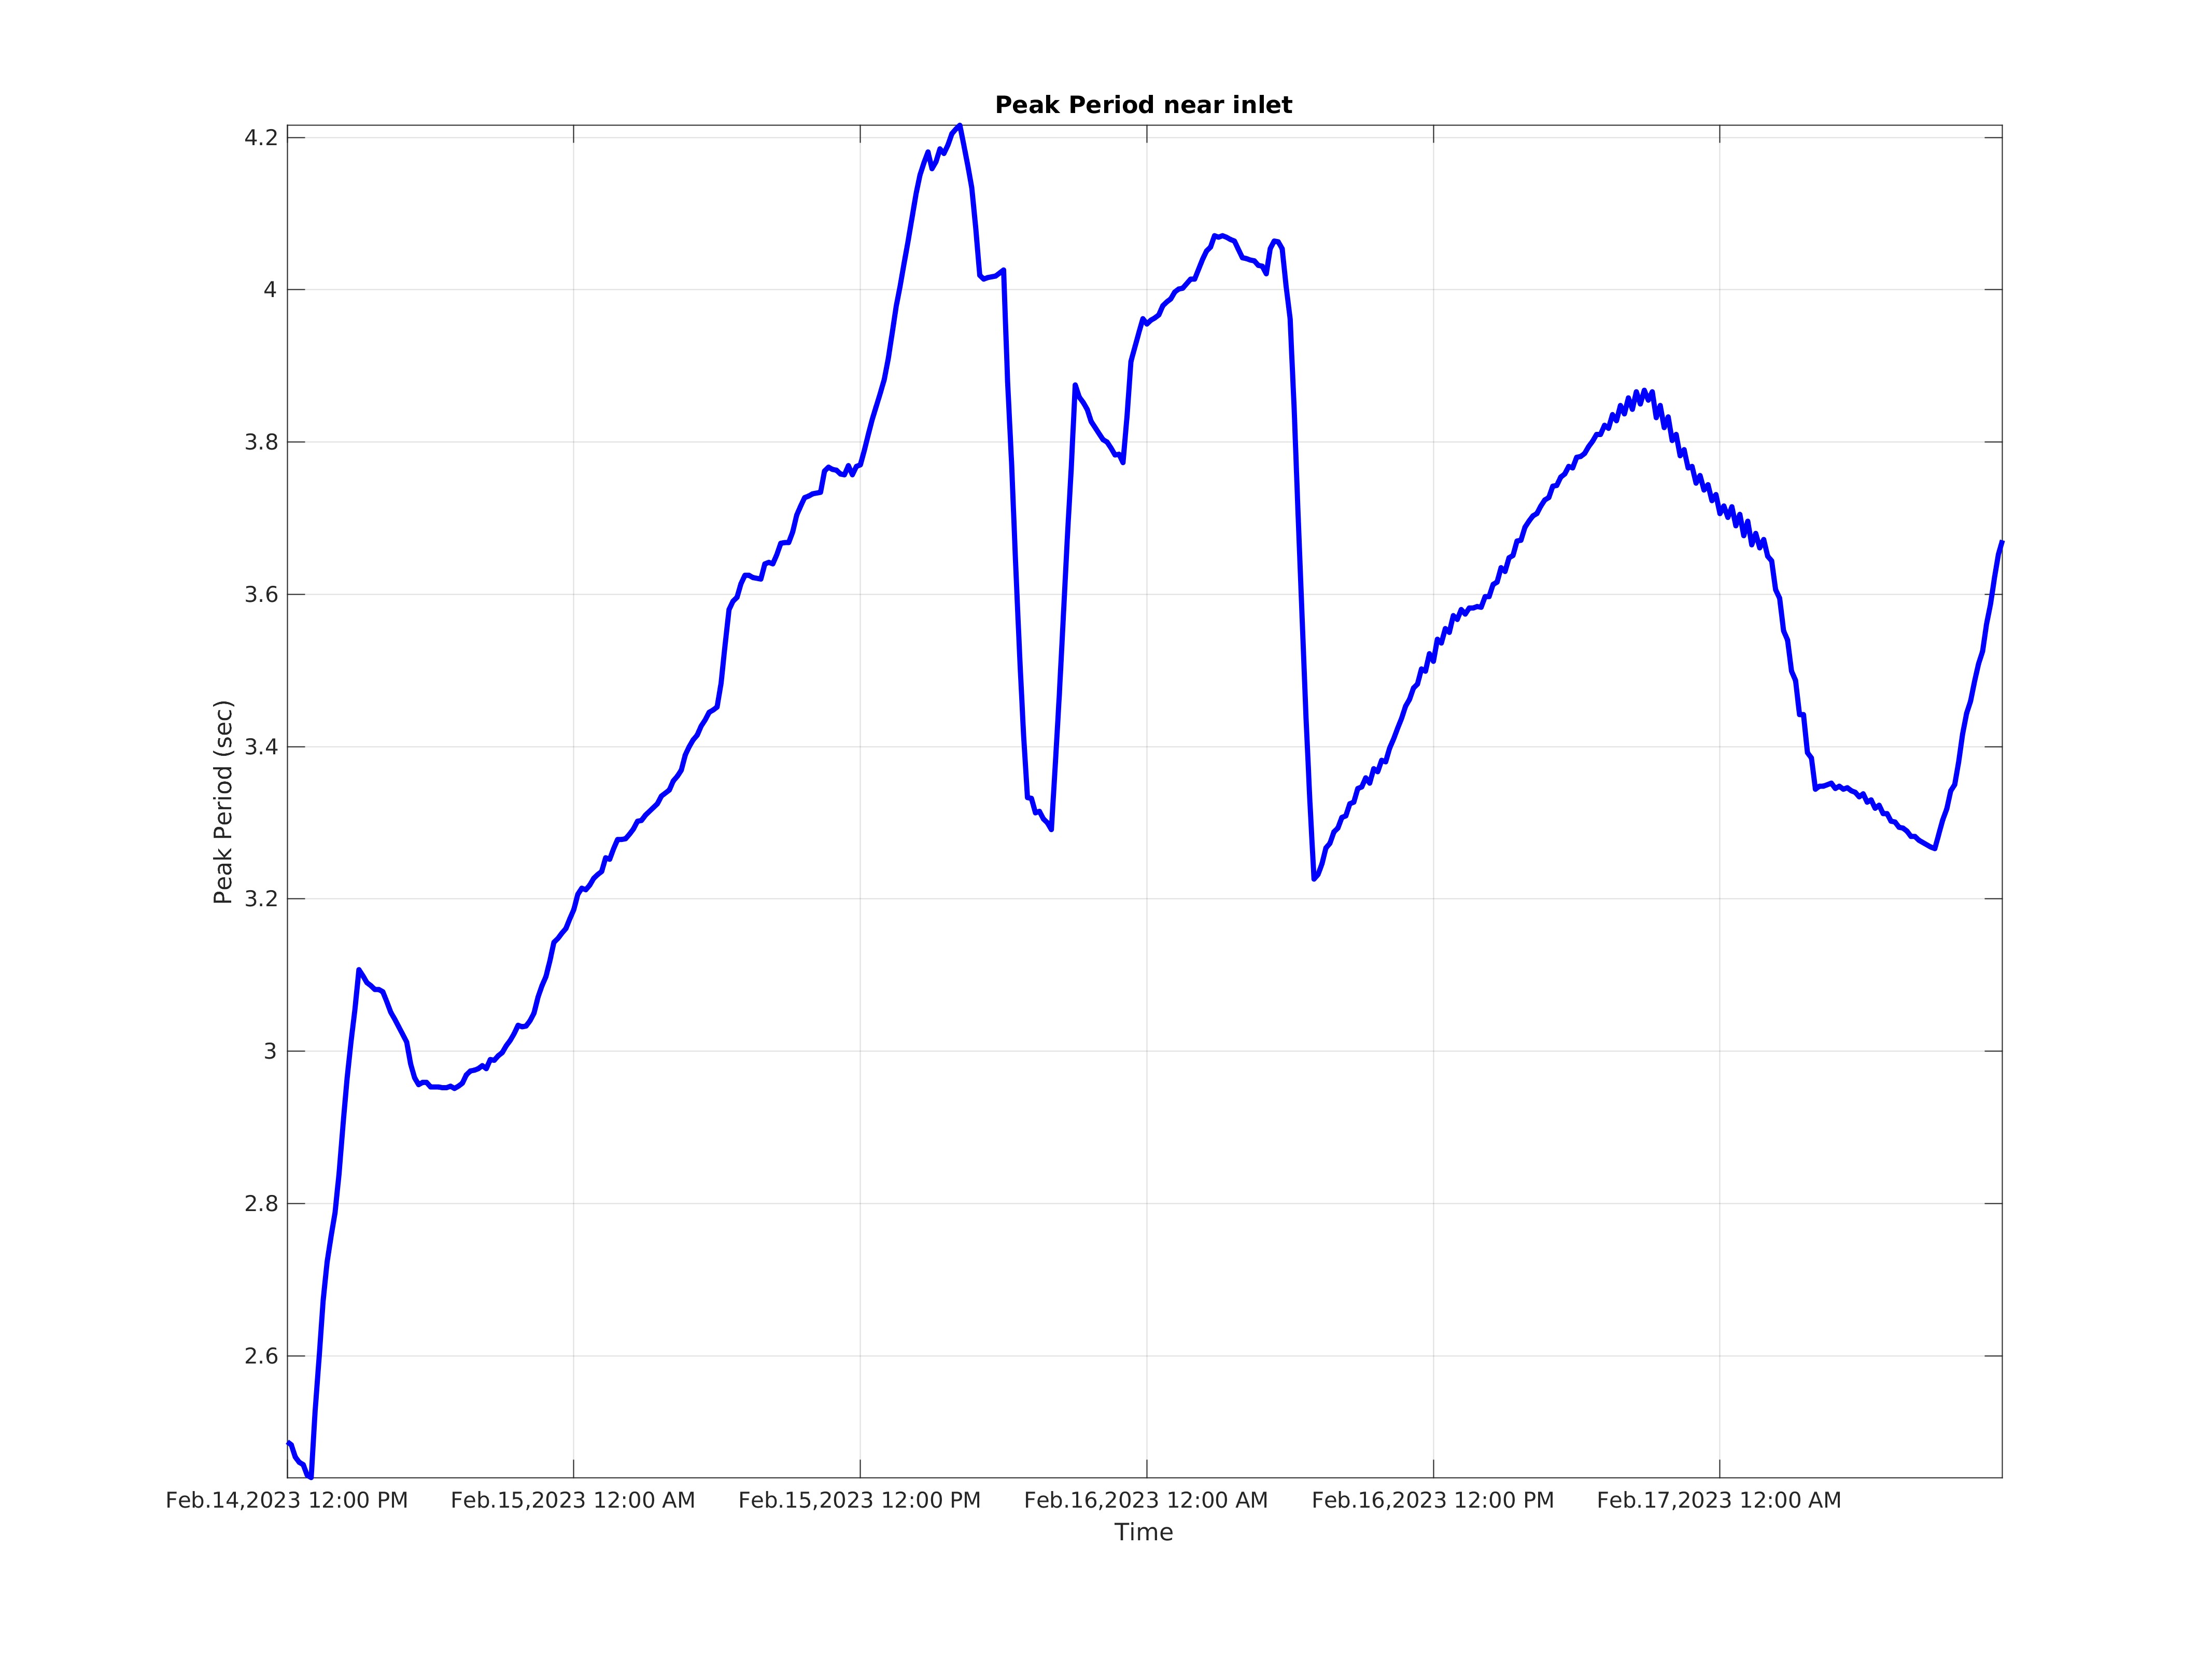 Peak Period near inlet
4.2
4
3.8
3.6
3.4
3.2
3
2.8
2.6
Peak Period (sec)
Feb.14,2023 12:00 PM Feb.15,2023 12:00 AM Feb.15,2023 12:00 PM Feb.16,2023 12:00 AM Feb.16,2023 12:00 PM Feb.17,2023 12:00 AM
Time